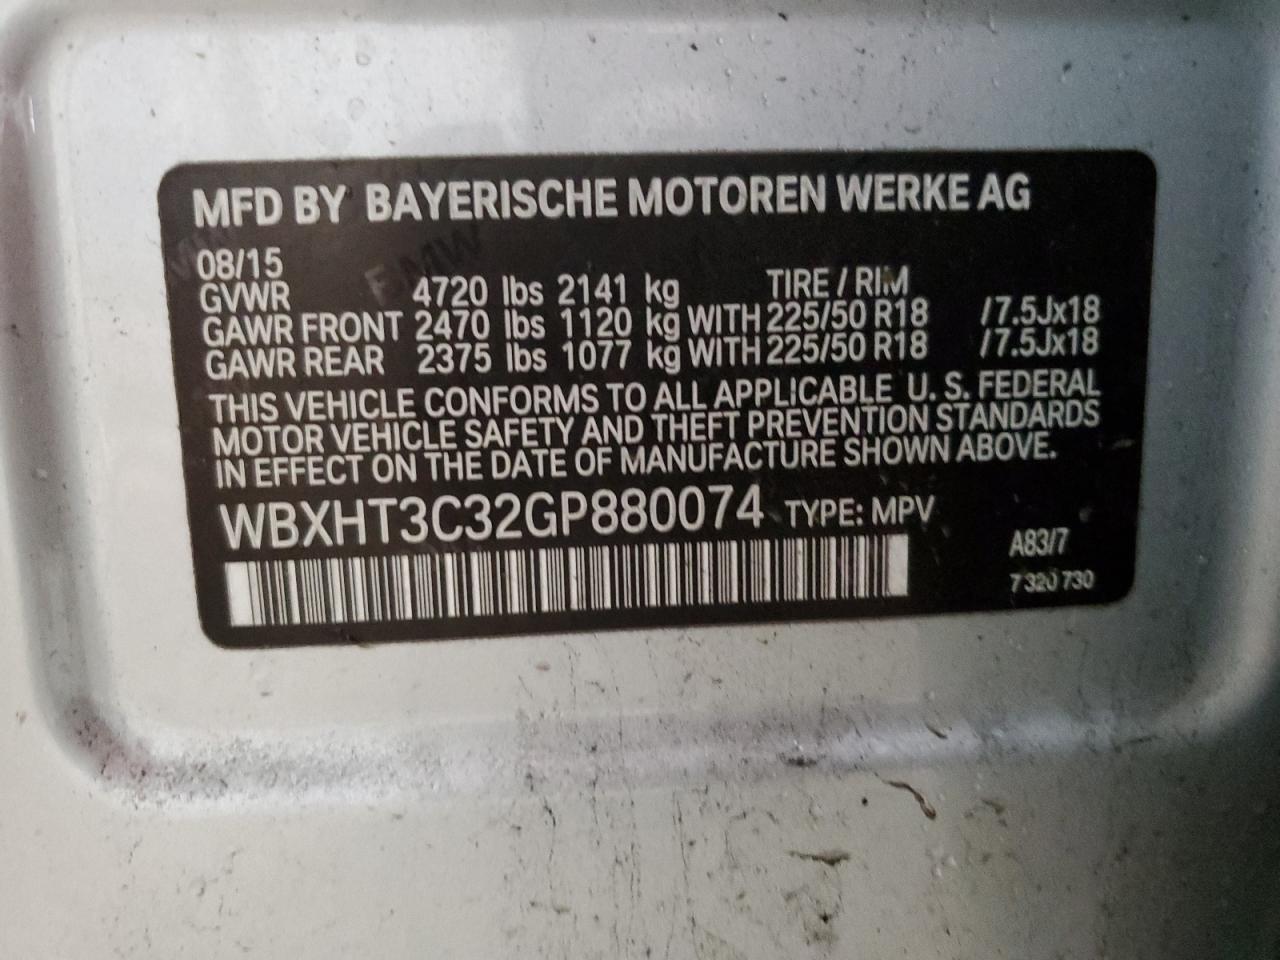 MFD BY BAYERISCHE MOTOREN WERKE AG
08/15
GVWR 4720 lbs 2141 kg TIRE / RIM
GAWR FRONT 2470 lbs 1120 kg WITH 225/50 R18 /7.5Jx18
GAWR REAR 2375 lbs 1077 kg WITH 225/50 R18 /7.5Jx18
THIS VEHICLE CONFORMS TO ALL APPLICABLE U. S. FEDERAL
MOTOR VEHICLE SAFETY AND THEFT PREVENTION STANDARDS
IN EFFECT ON THE DATE OF MANUFACTURE SHOWN ABOVE.
WBXHT3C32GP880074 TYPE: MPV
A83/7
7 320 730